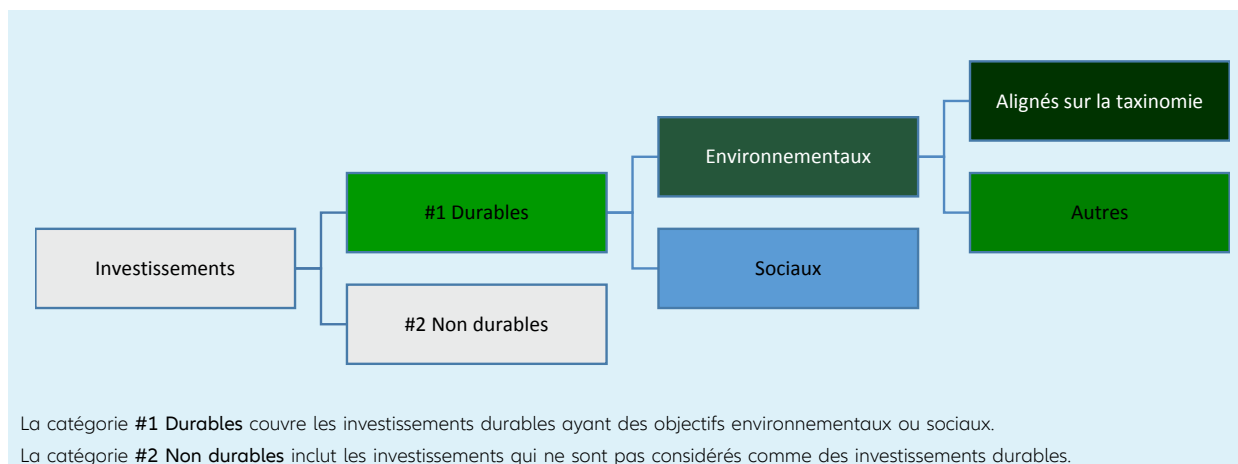 Alignés sur la taxinomie
Environnementaux
#1 Durables
Autres
Investissements
Sociaux
#2 Non durables
La catégorie #1 Durables couvre les investissements durables ayant des objectifs environnementaux ou sociaux.
La catégorie #2 Non durables inclut les investissements qui ne sont pas considérés comme des investissements durables.